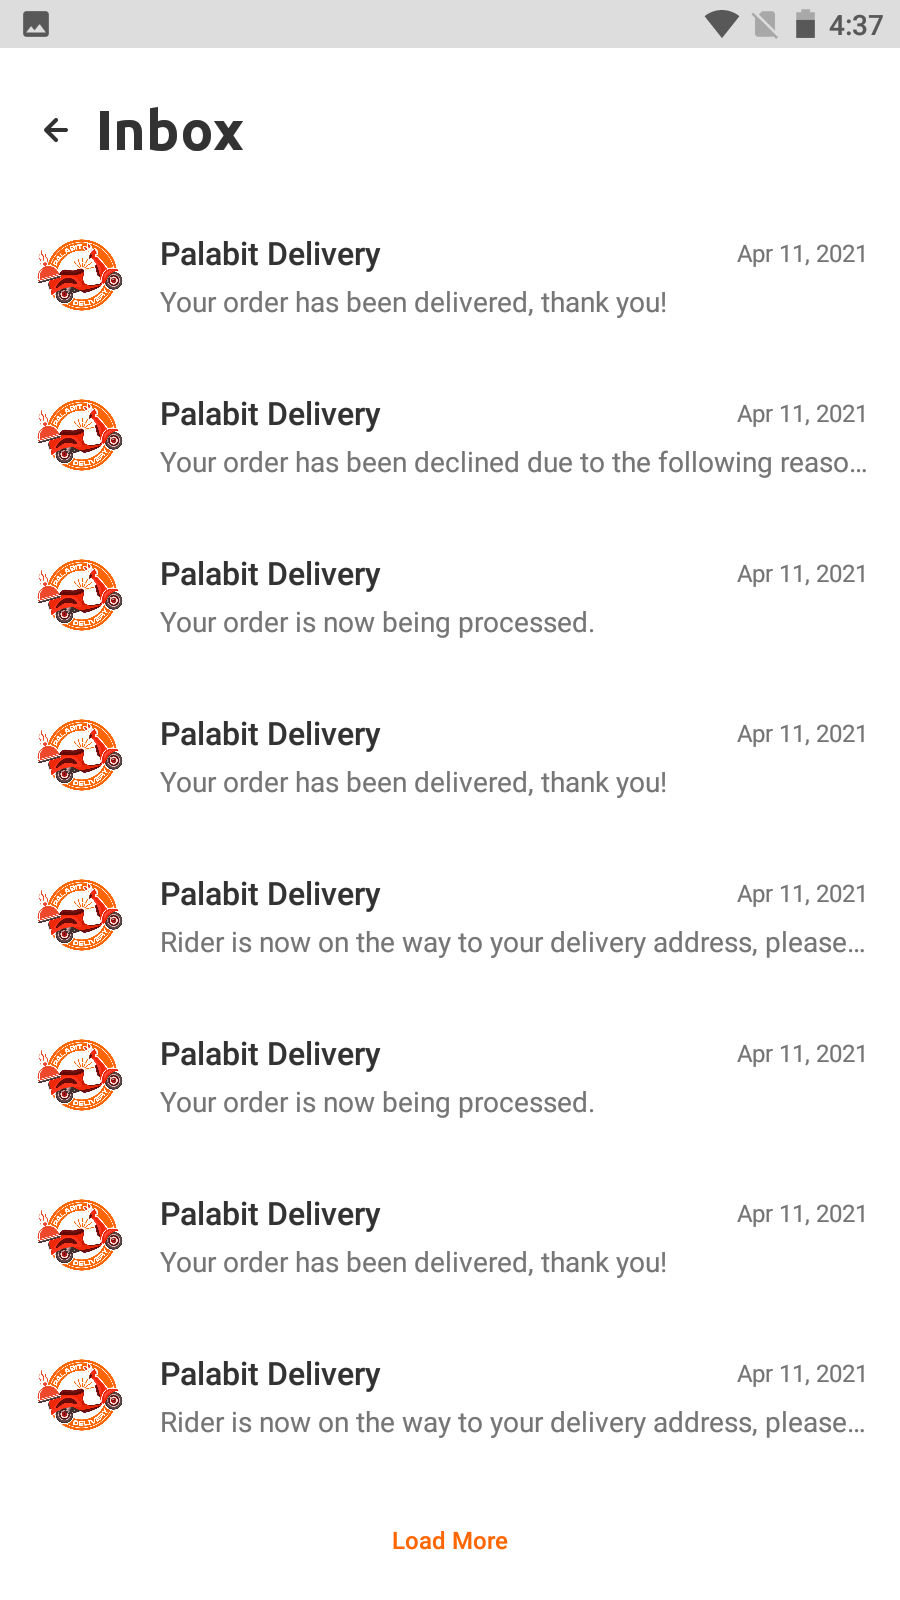 4:37
Inbox
PALABIT
DELIVERY
Palabit Delivery
Apr 11, 2021
Your order has been delivered, thank you!
PALABIT
DELIVERY
Palabit Delivery
Apr 11, 2021
Your order has been declined due to the following reaso...
PALABIT
DELIVERY
Palabit Delivery
Apr 11, 2021
Your order is now being processed.
PALABIT
DELIVERY
Palabit Delivery
Apr 11, 2021
Your order has been delivered, thank you!
PALABIT
DELIVERY
Palabit Delivery
Apr 11, 2021
Rider is now on the way to your delivery address, please...
PALABIT
DELIVERY
Palabit Delivery
Apr 11, 2021
Your order is now being processed.
PALABIT
DELIVERY
Palabit Delivery
Apr 11, 2021
Your order has been delivered, thank you!
PALABIT
DELIVERY
Palabit Delivery
Apr 11, 2021
Rider is now on the way to your delivery address, please...
Load More